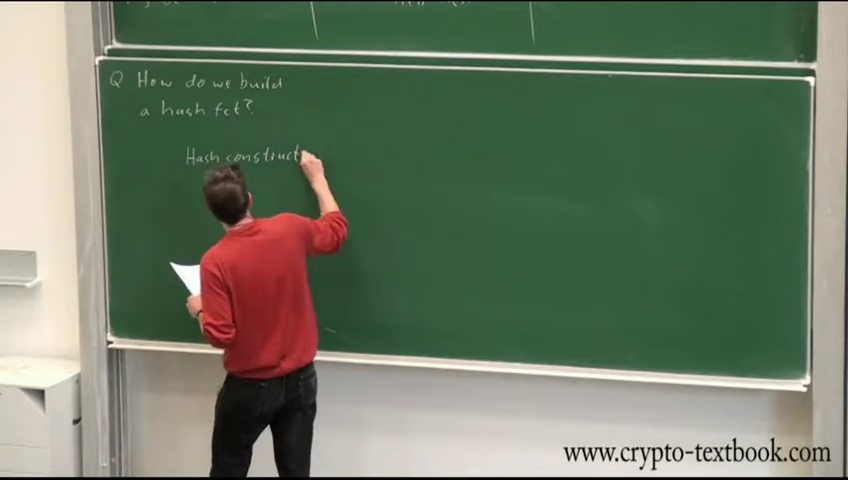 Q How do we build
a hash fct?
Hash construct
www.crypto-textbook.com